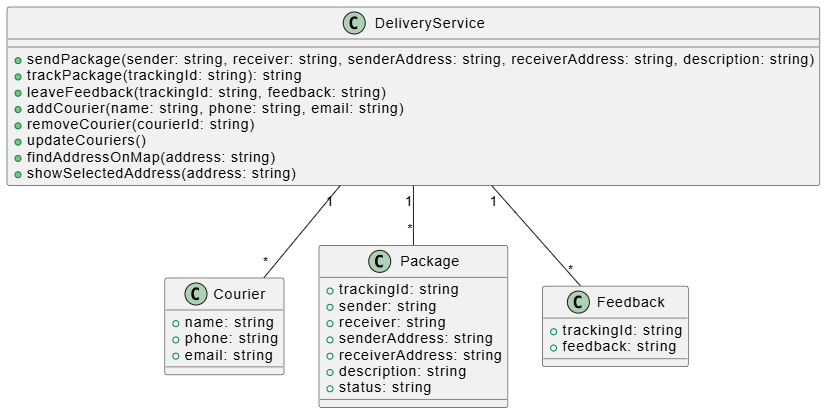 C DeliveryService
sendPackage(sender: string, receiver: string, senderAddress: string, receiverAddress: string, description: string)
trackPackage(trackingId: string): string
leaveFeedback(trackingId: string, feedback: string)
addCourier(name: string, phone: string, email: string)
removeCourier(courierId: string)
updateCouriers()
findAddressOnMap(address: string)
showSelectedAddress(address: string)
1
1
1
*
*
*
C Courier
name: string
phone: string
email: string
C Package
trackingId: string
sender: string
receiver: string
senderAddress: string
receiverAddress: string
description: string
status: string
C Feedback
trackingId: string
feedback: string